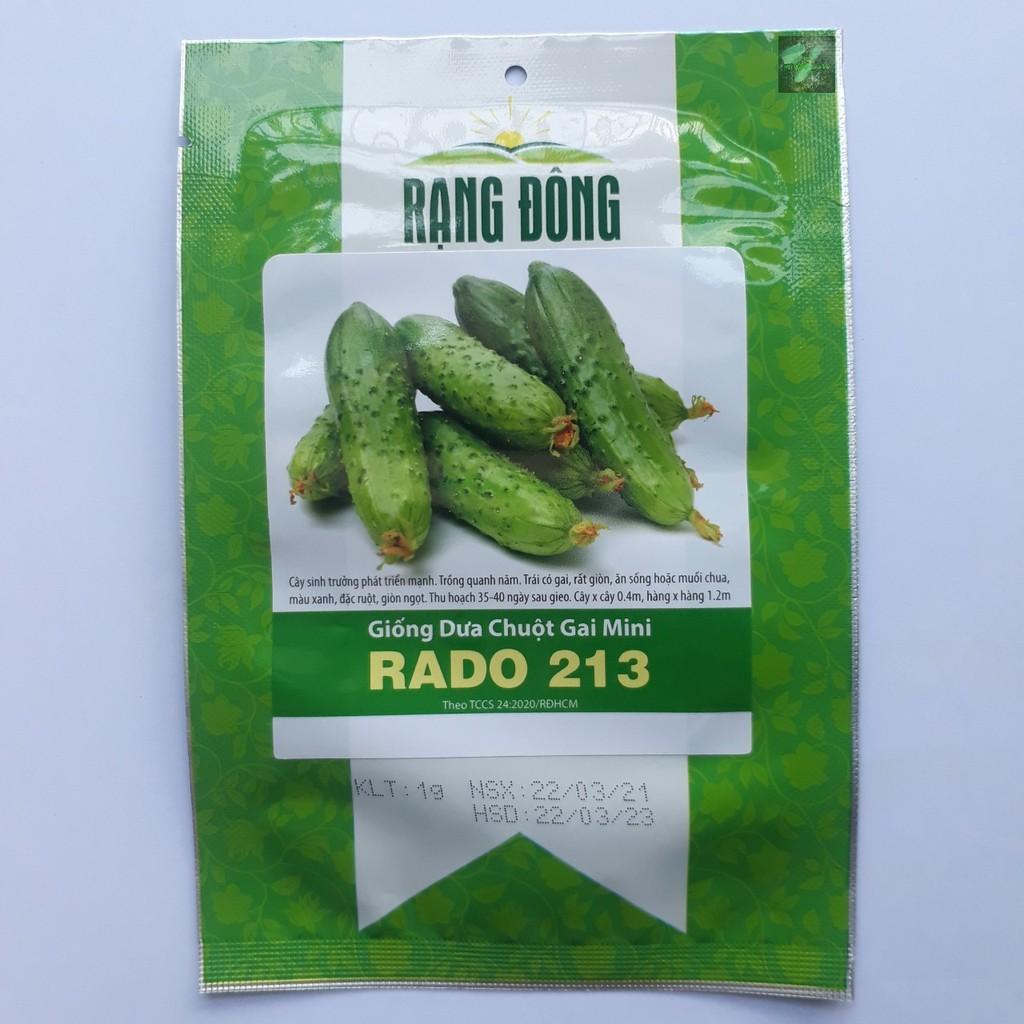 RẠNG ĐÔNG
Cây sinh trưởng phát triển mạnh. Trồng quanh năm. Trái có gai, rất giòn, ăn sống hoặc muối chua,
màu xanh, đặc ruột, giòn ngọt. Thu hoạch 35-40 ngày sau gieo. Cây x cây 0.4m, hàng x hàng 1.2m
Giống Dưa Chuột Gai Mini
RADO 213
Theo TCCS 24:2020/RĐHCM
KLT:1g NSX:22/03/21
HSD:22/03/23